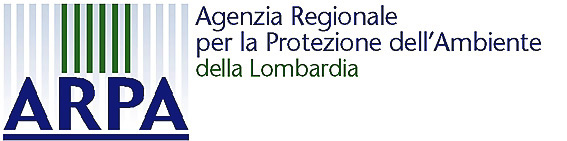 Agenzia Regionale
per la Protezione dell'Ambiente
della Lombardia
ARPA